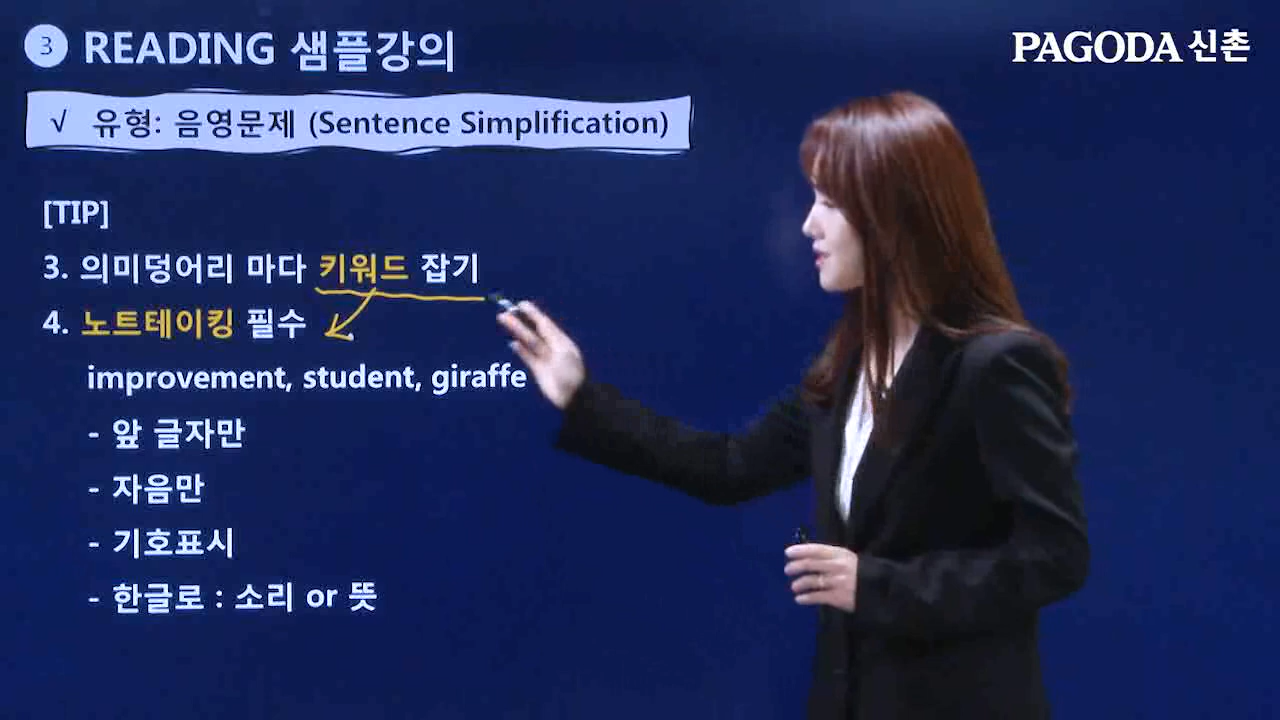 3 READING 샘플강의
PAGODA 신촌
√ 유형: 음영문제 (Sentence Simplification)
[TIP]
3. 의미덩어리 마다 키워드 잡기
4. 노트테이킹 필수
improvement, student, giraffe
- 앞 글자만
- 자음만
- 기호표시
- 한글로 : 소리 or 뜻